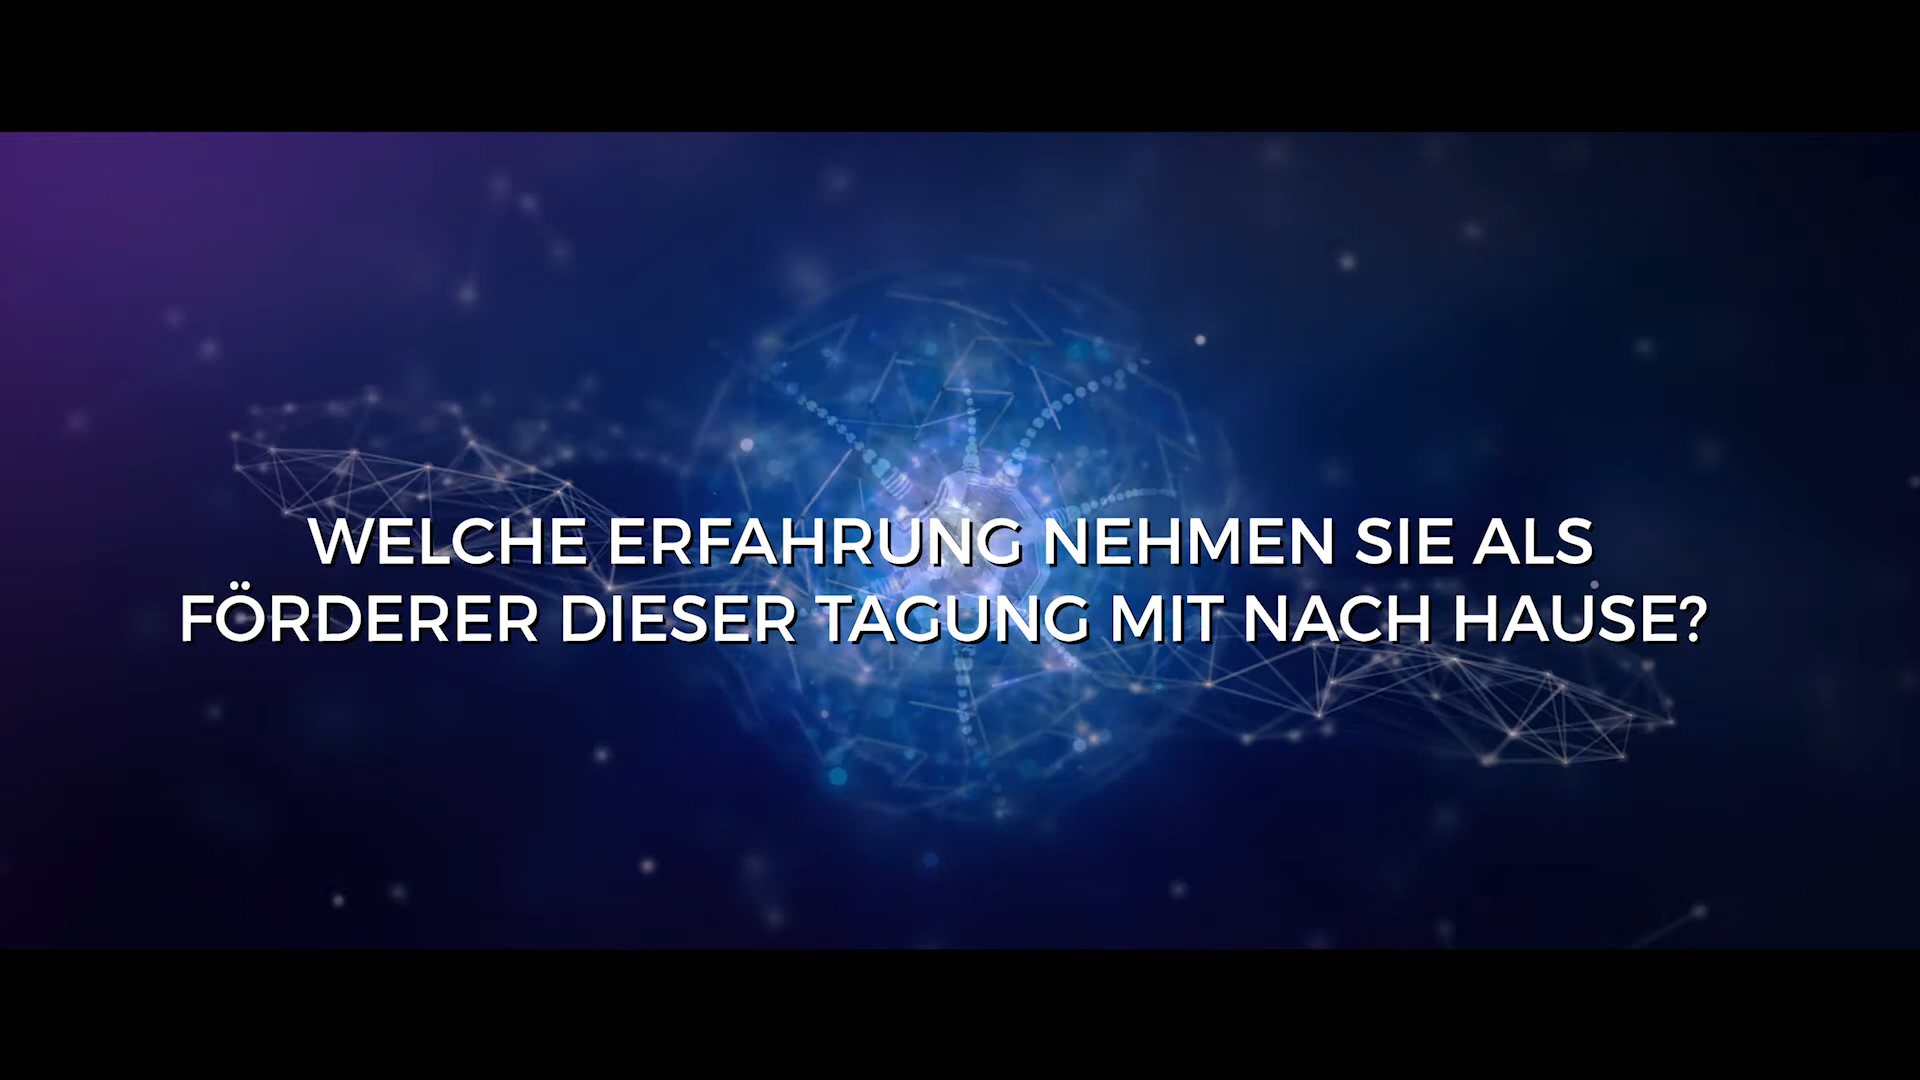 WELCHE ERFAHRUNG NEHMEN SIE ALS
FÖRDERER DIESER TAGUNG MIT NACH HAUSE?